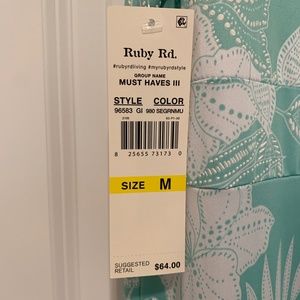 Ruby Rd.
#rubyrdliving #myrubyrdstyle
GROUP NAME
MUST HAVES III
STYLE COLOR
96583 GI 980 SEGRNMU
8 25655 73173 0
SIZE M
SUGGESTED
RETAIL $64.00